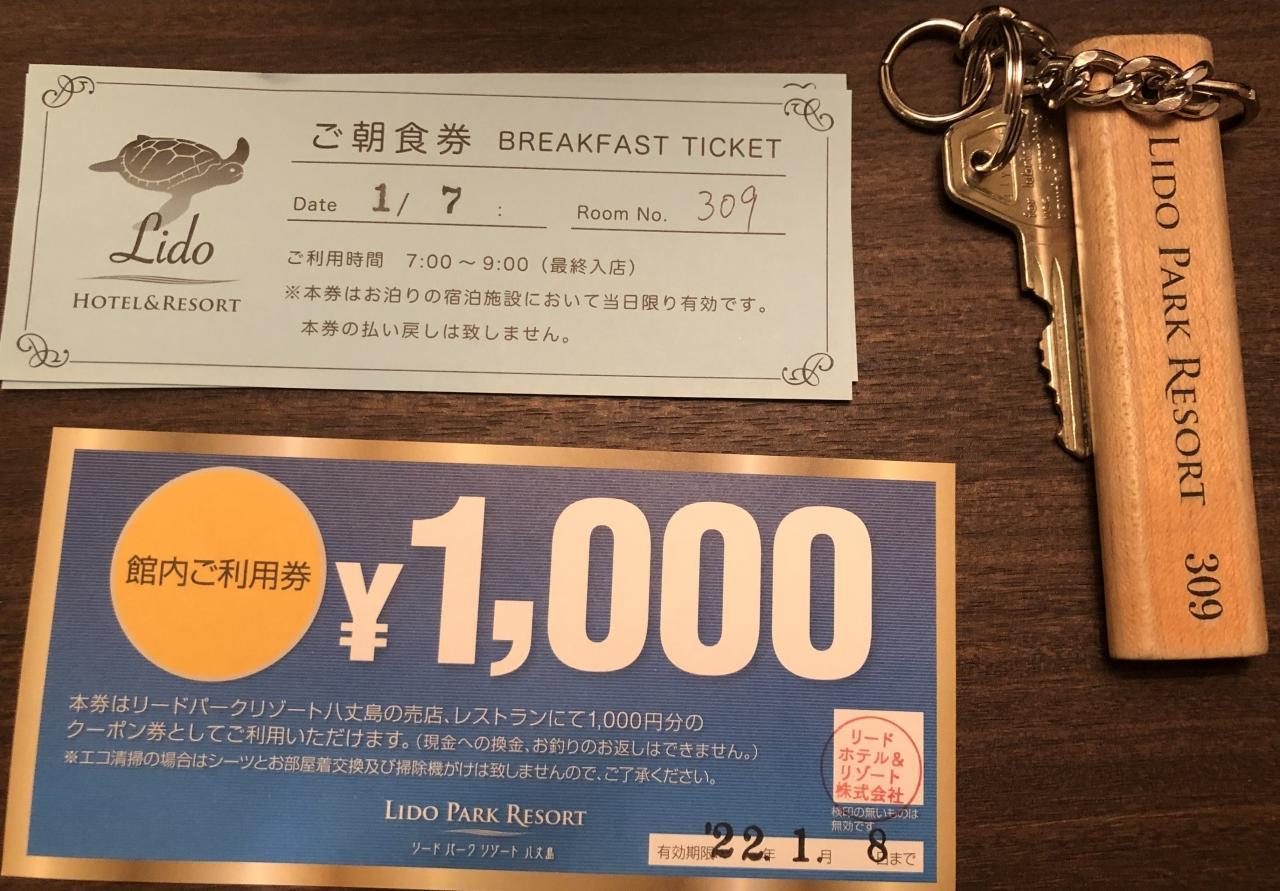 ご朝食券 BREAKFAST TICKET
Date 1/ 7 :
Room No. 309
Lido
HOTEL&RESORT
ご利用時間 7:00～9:00（最終入店）
※本券はお泊りの宿泊施設において当日限り有効です。
本券の払い戻しは致しません。
LIDO PARK RESORT 309
館内ご利用券
¥1,000
本券はリードパークリゾート八丈島の売店、レストランにて1,000円分の
クーポン券としてご利用いただけます。（現金への換金、お釣りのお返しはできません。）
※エコ清掃の場合はシーツとお部屋着交換及び掃除機がけは致しませんので、ご了承ください。
リード
ホテル&
リゾート
株式会社
検印の無いものは
無効です
LIDO PARK RESORT
リード パーク リゾート 八丈島
有効期限 '22.年 1.月 8日まで